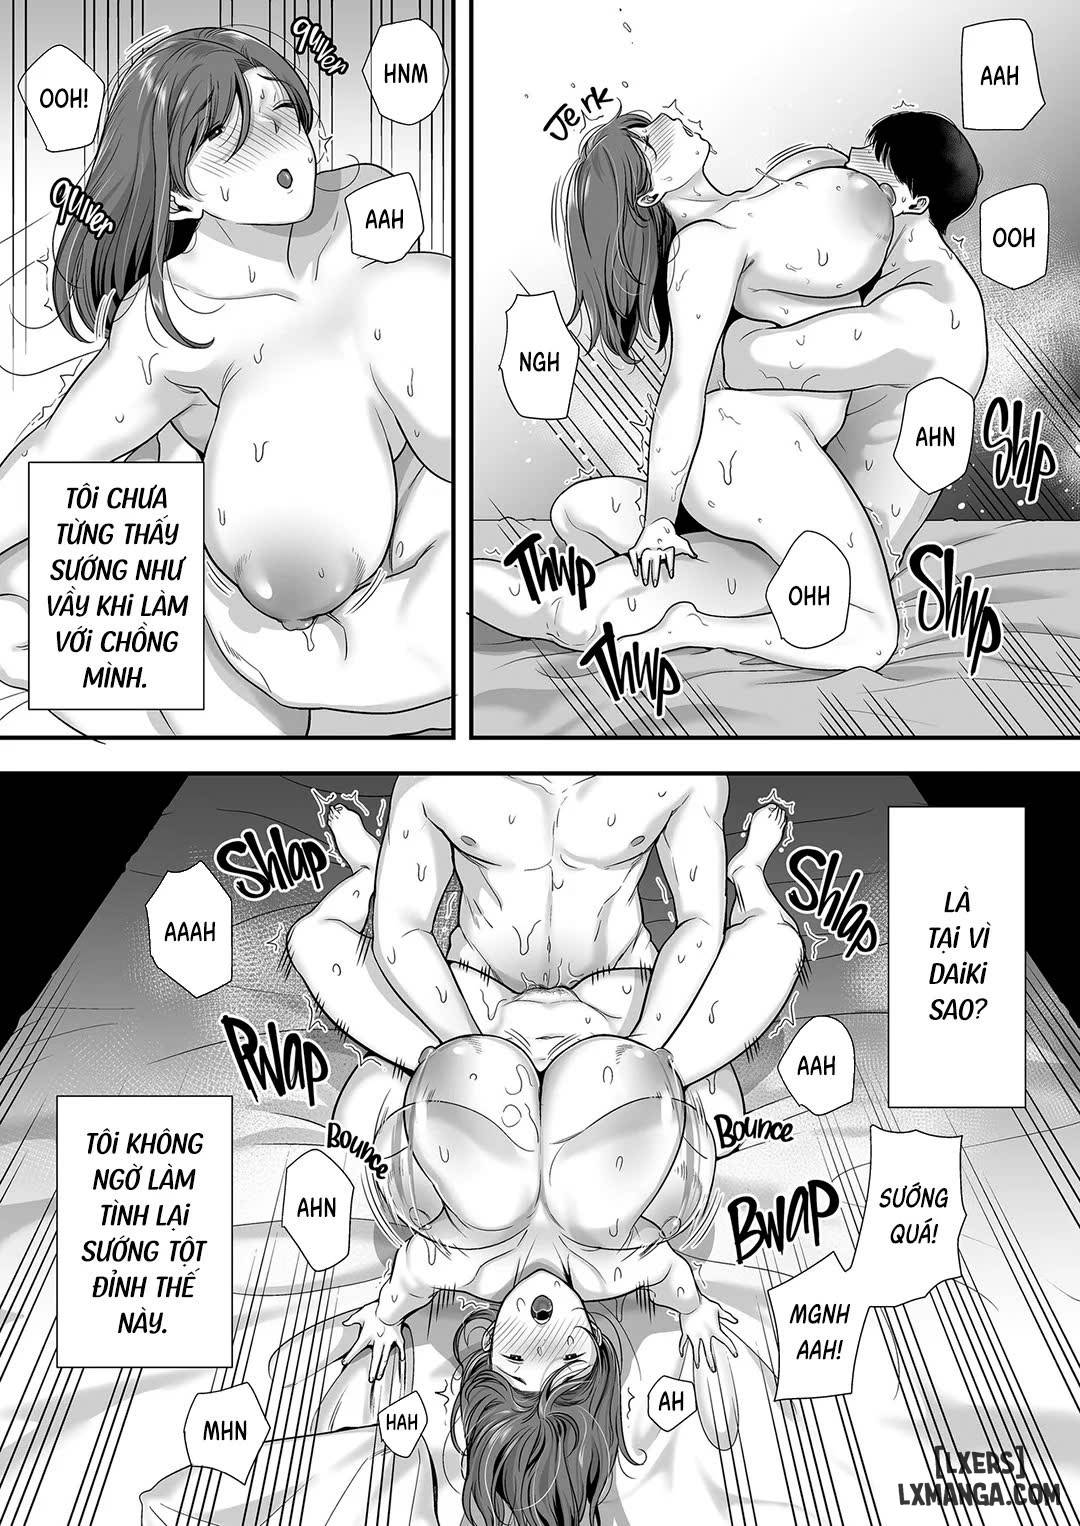 AAH
Jerk
OOH
NGH
AHN
Shlp
Thwp
OHH
Shwp
Thwp
quiver
HNM
OOH!
quiver
AAH
TÔI CHƯA
TỪNG THẤY
SƯỚNG NHƯ
VẦY KHI LÀM
VỚI CHỒNG
MÌNH.
LÀ
TẠI VÌ
DAiKi
SAO?
Shlap
Shlap
AAAH
Pwap
AAH
Bounce
Bounce
SƯỚNG
QUÁ!
Bwap
AHN
TÔI KHÔNG
NGỜ LÀM
TÌNH LẠI
SƯỚNG TỘT
ĐỈNH THẾ
NÀY.
MGNH
AAH!
AH
HAH
MHN
[LXERS]
LXMANGA.COM